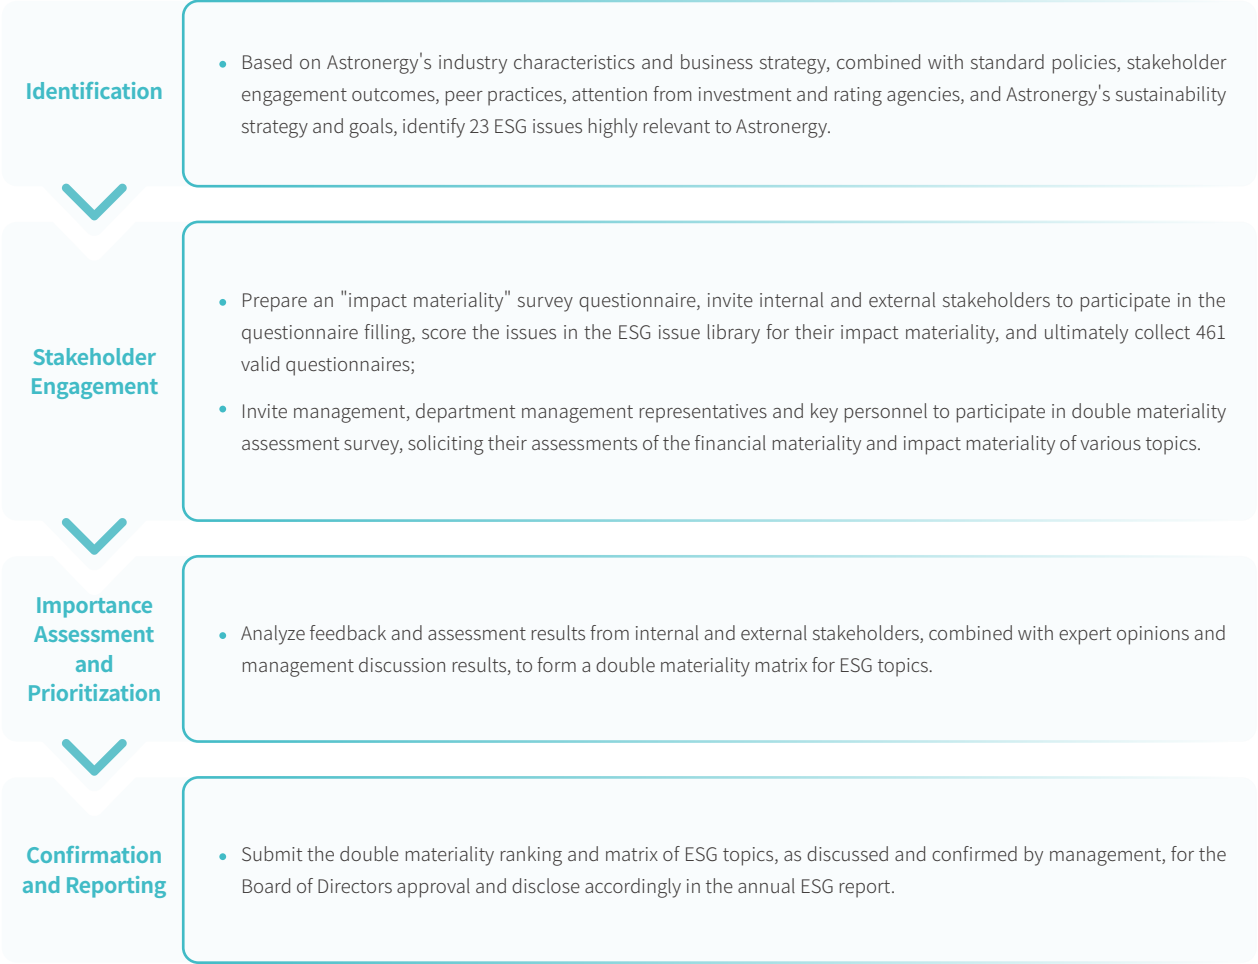 Identification
• Based on Astronergy's industry characteristics and business strategy, combined with standard policies, stakeholder
engagement outcomes, peer practices, attention from investment and rating agencies, and Astronergy's sustainability
strategy and goals, identify 23 ESG issues highly relevant to Astronergy.
Stakeholder
Engagement
• Prepare an "impact materiality" survey questionnaire, invite internal and external stakeholders to participate in the
questionnaire filling, score the issues in the ESG issue library for their impact materiality, and ultimately collect 461
valid questionnaires;
• Invite management, department management representatives and key personnel to participate in double materiality
assessment survey, soliciting their assessments of the financial materiality and impact materiality of various topics.
Importance
Assessment
and
Prioritization
• Analyze feedback and assessment results from internal and external stakeholders, combined with expert opinions and
management discussion results, to form a double materiality matrix for ESG topics.
Confirmation
and Reporting
• Submit the double materiality ranking and matrix of ESG topics, as discussed and confirmed by management, for the
Board of Directors approval and disclose accordingly in the annual ESG report.